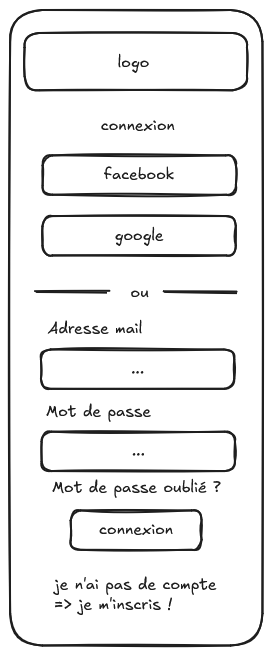 logo
connexion
facebook
google
ou
Adresse mail
...
Mot de passe
...
Mot de passe oublié ?
connexion
je n'ai pas de compte
=> je m'inscris !